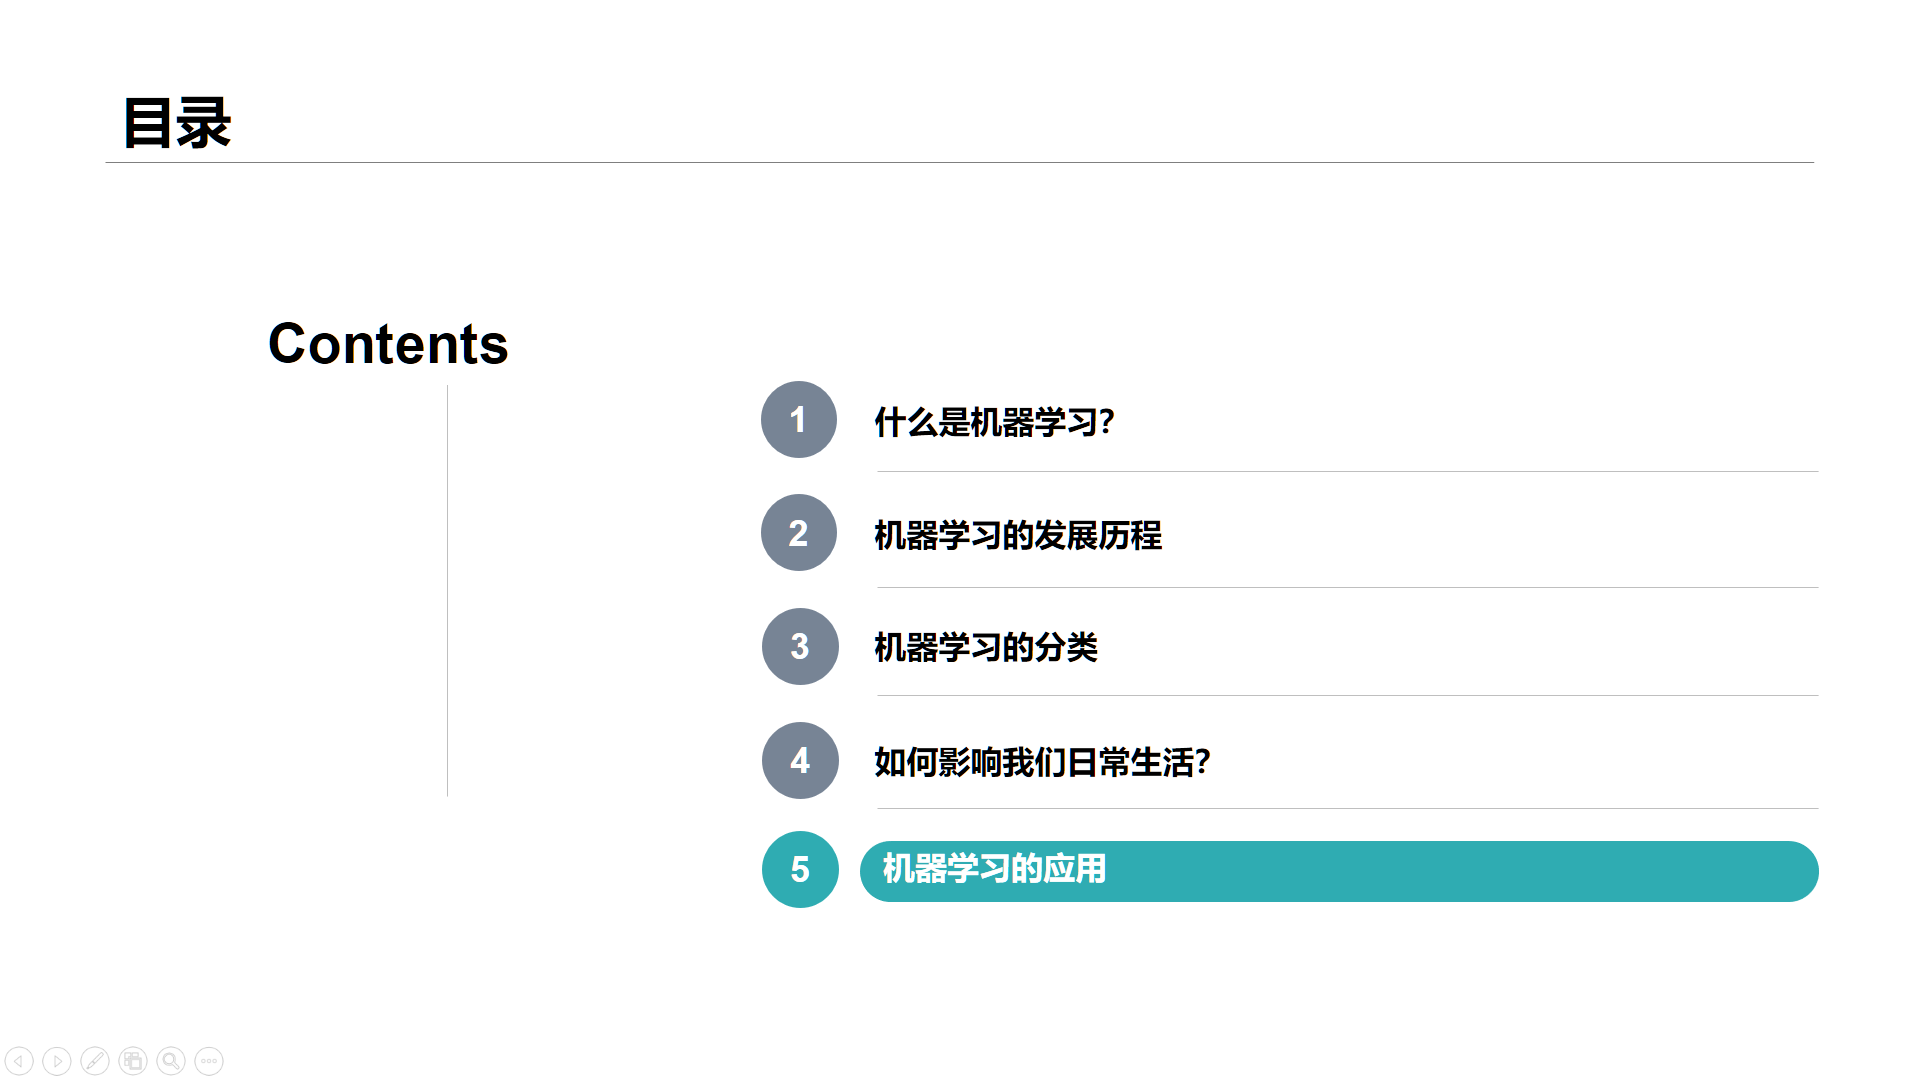 目录
Contents
1 什么是机器学习?
2 机器学习的发展历程
3 机器学习的分类
4 如何影响我们日常生活?
5 机器学习的应用